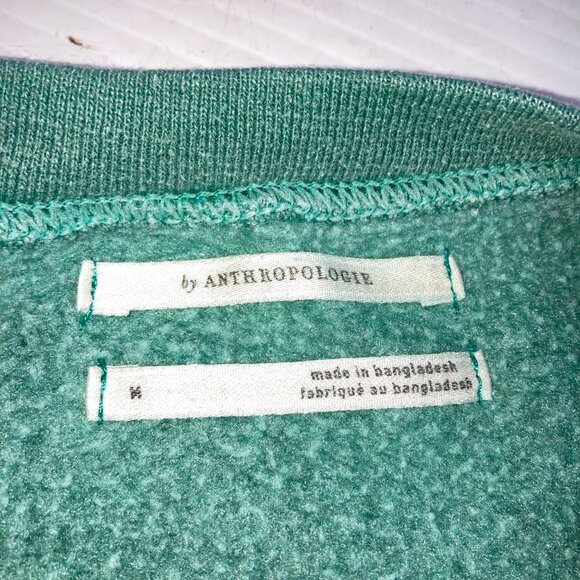 by ANTHROPOLOGIE
M
made in bangladesh
fabriqué au bangladesh